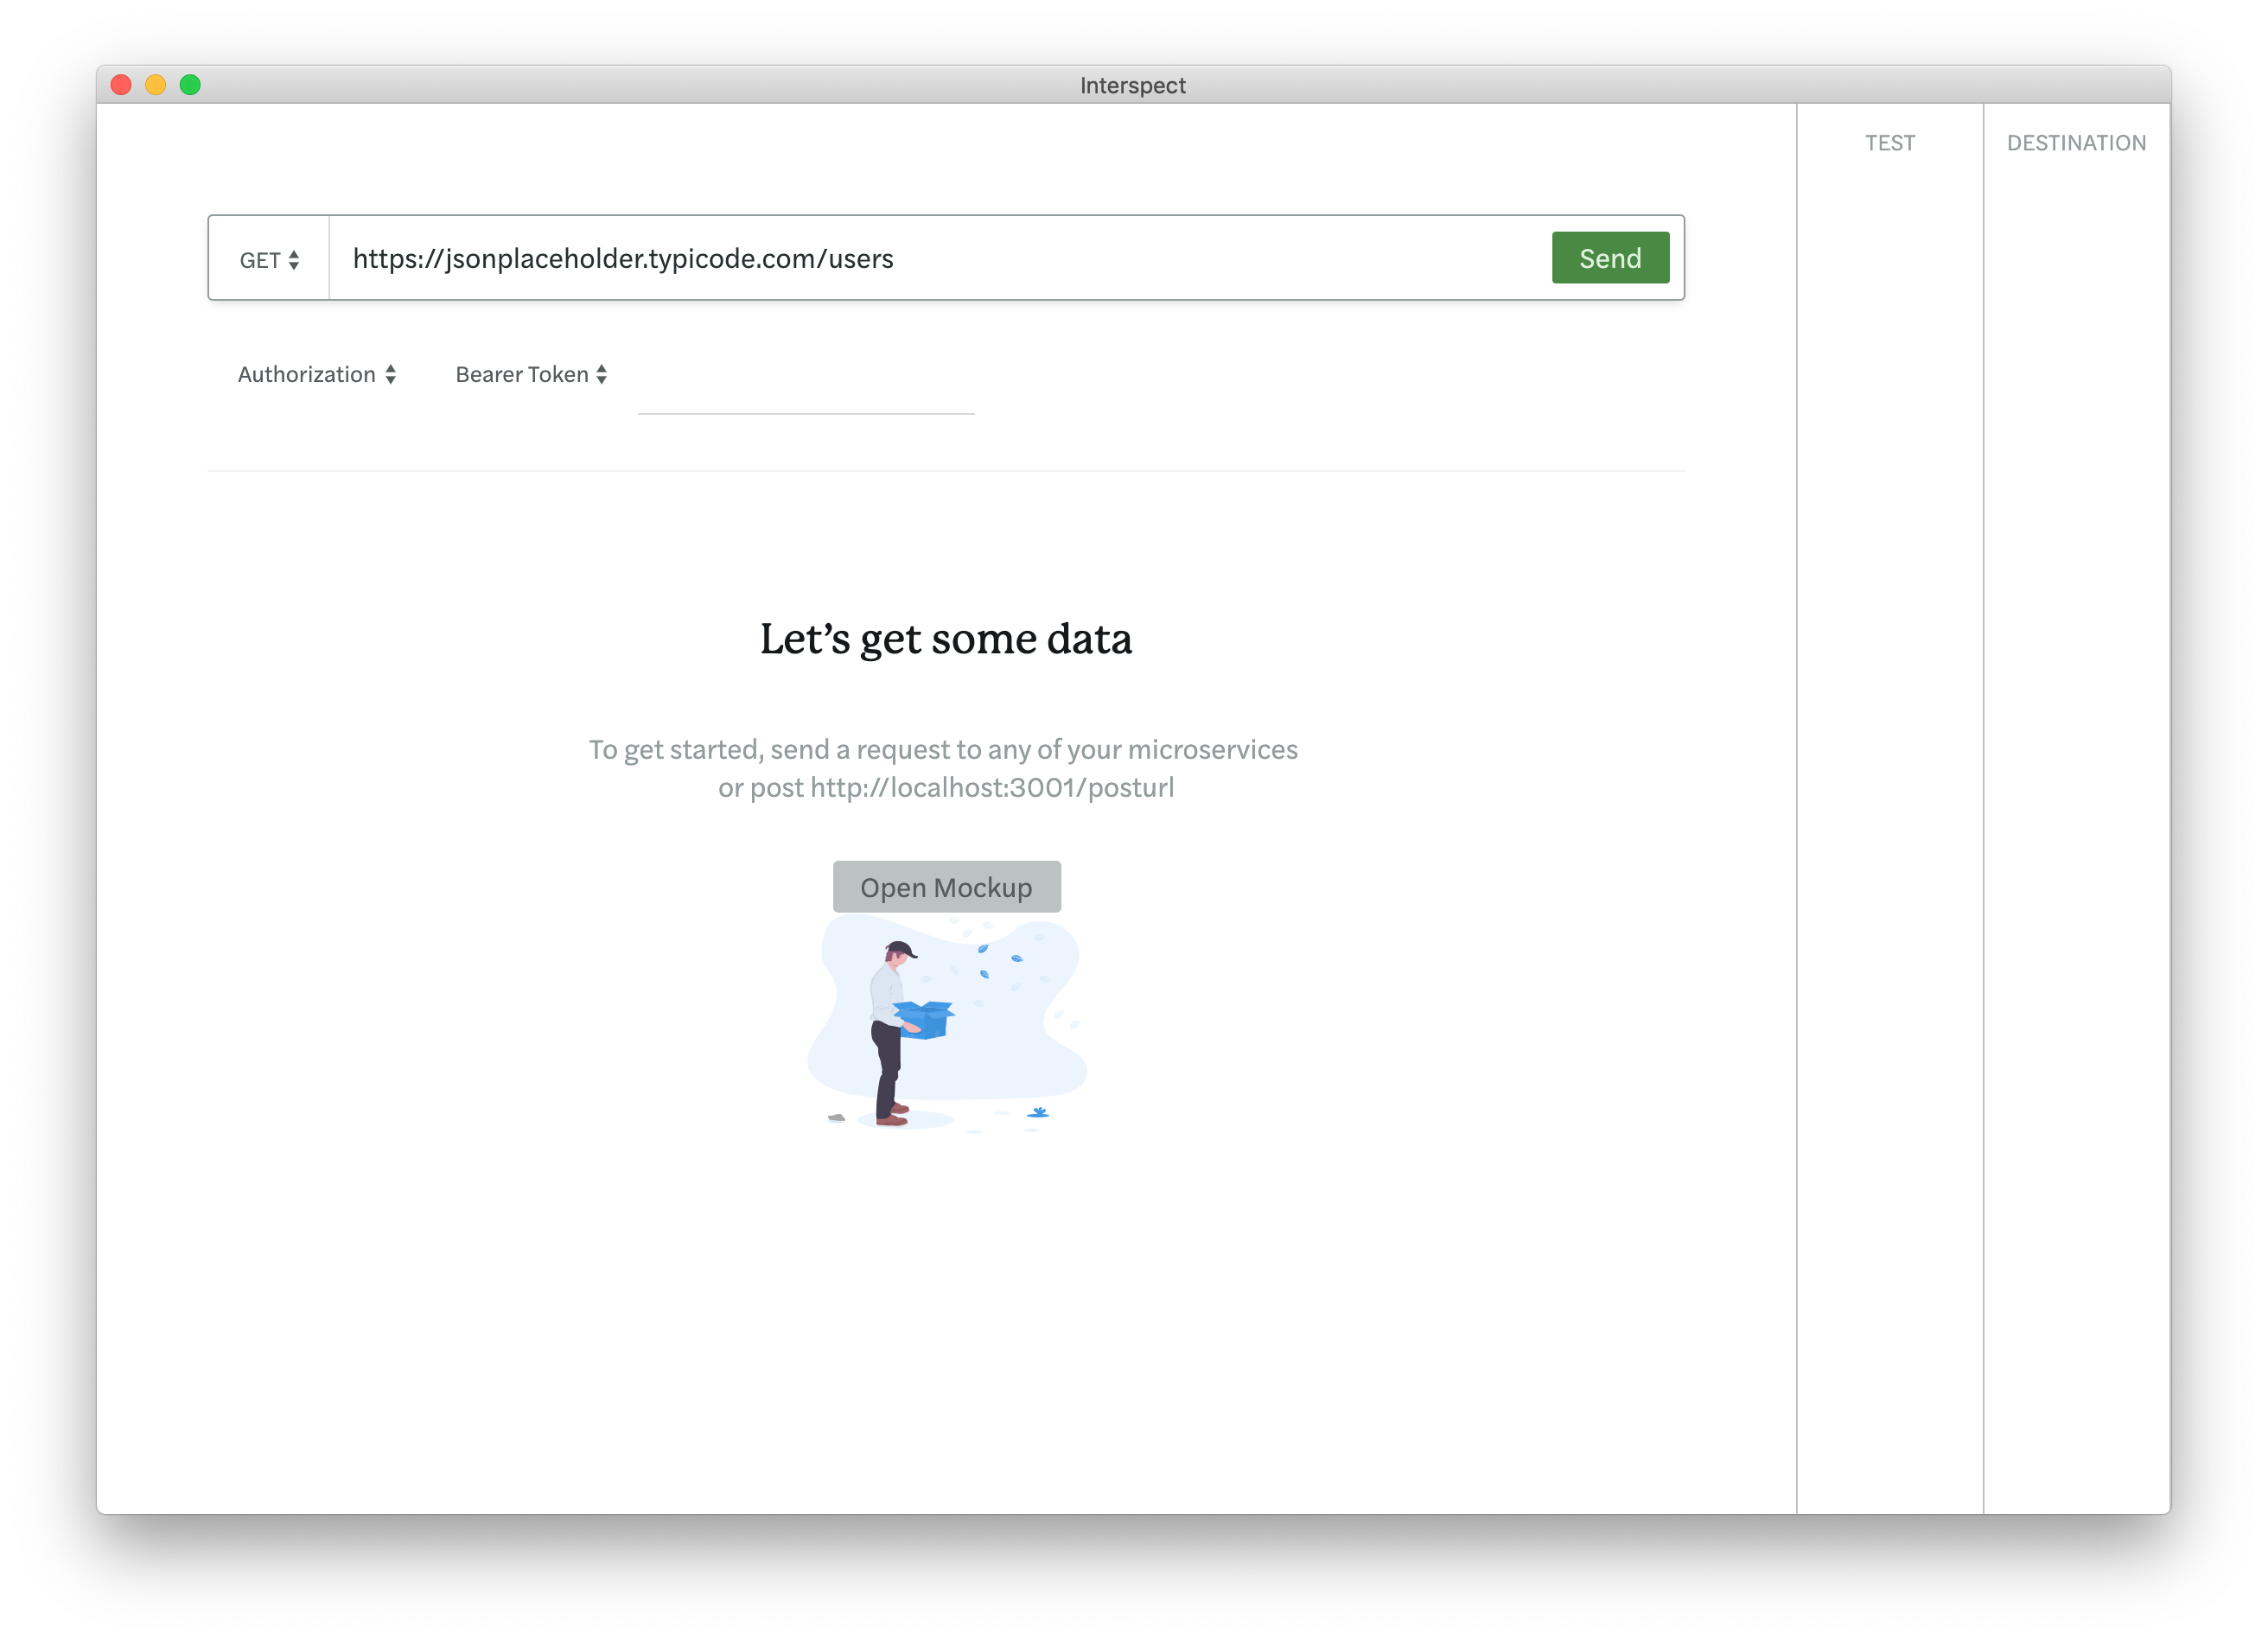 Interspect
TEST
DESTINATION
GET
https://jsonplaceholder.typicode.com/users
Send
Authorization
Bearer Token
Let’s get some data
To get started, send a request to any of your microservices
or post http://localhost:3001/posturl
Open Mockup